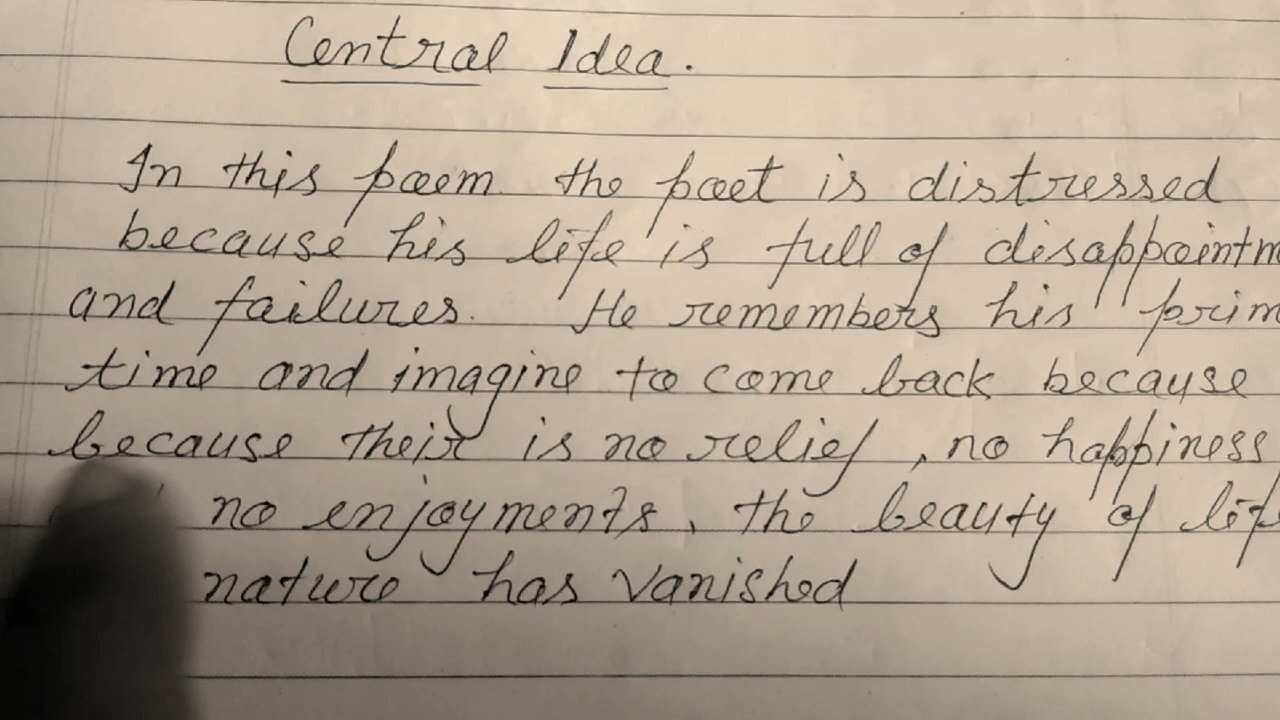 Central Idea.
In this poem the poet is distressed
because his life is full of disappointm
and failures. He remembers his prim
time and imagine to come back because
because their is no relief, no happiness
no enjoyments, the beauty of lif
nature has vanished